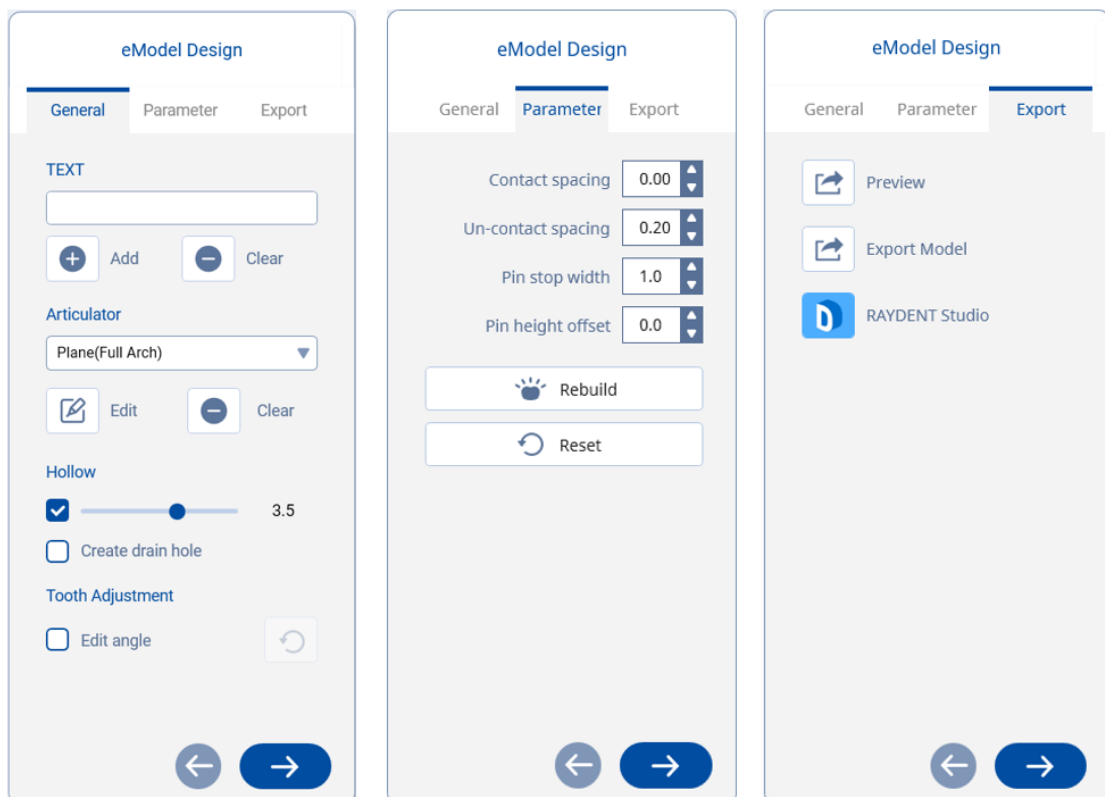 eModel Design
General Parameter Export
TEXT
Add Clear
Articulator
Plane(Full Arch)
Edit Clear
Hollow
3.5
Create drain hole
Tooth Adjustment
Edit angle
eModel Design
General Parameter Export
Contact spacing 0.00
Un-contact spacing 0.20
Pin stop width 1.0
Pin height offset 0.0
Rebuild
Reset
eModel Design
General Parameter Export
Preview
Export Model
RAYDENT Studio